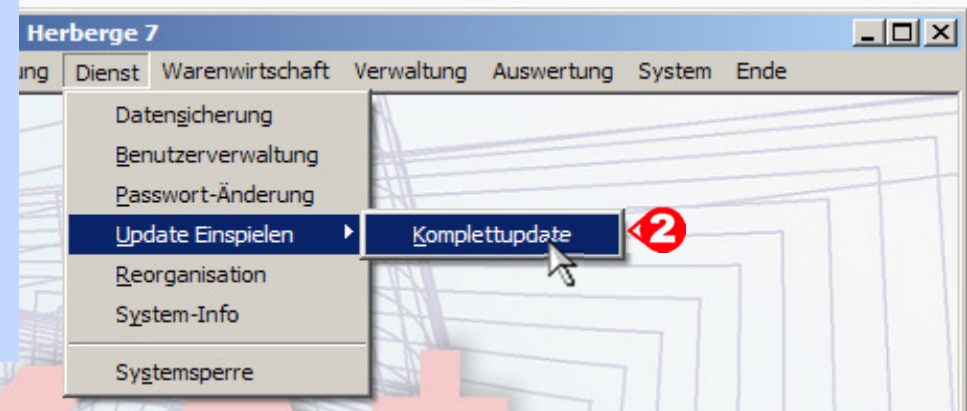 Herberge 7
ung Dienst Warenwirtschaft Verwaltung Auswertung System Ende
Datensicherung
Benutzerverwaltung
Passwort-Änderung
Update Einspielen Komplettupdate 2
Reorganisation
System-Info
Systemsperre